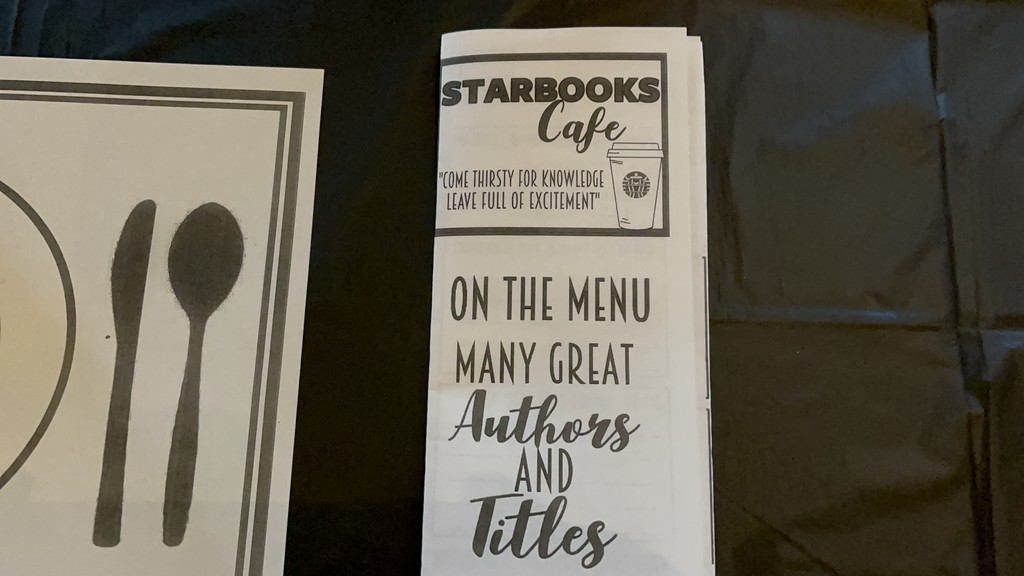 STARBOOKS
Cafe
"COME THIRSTY FOR KNOWLEDGE
LEAVE FULL OF EXCITEMENT"
ON THE MENU
MANY GREAT
Authors
AND
Titles